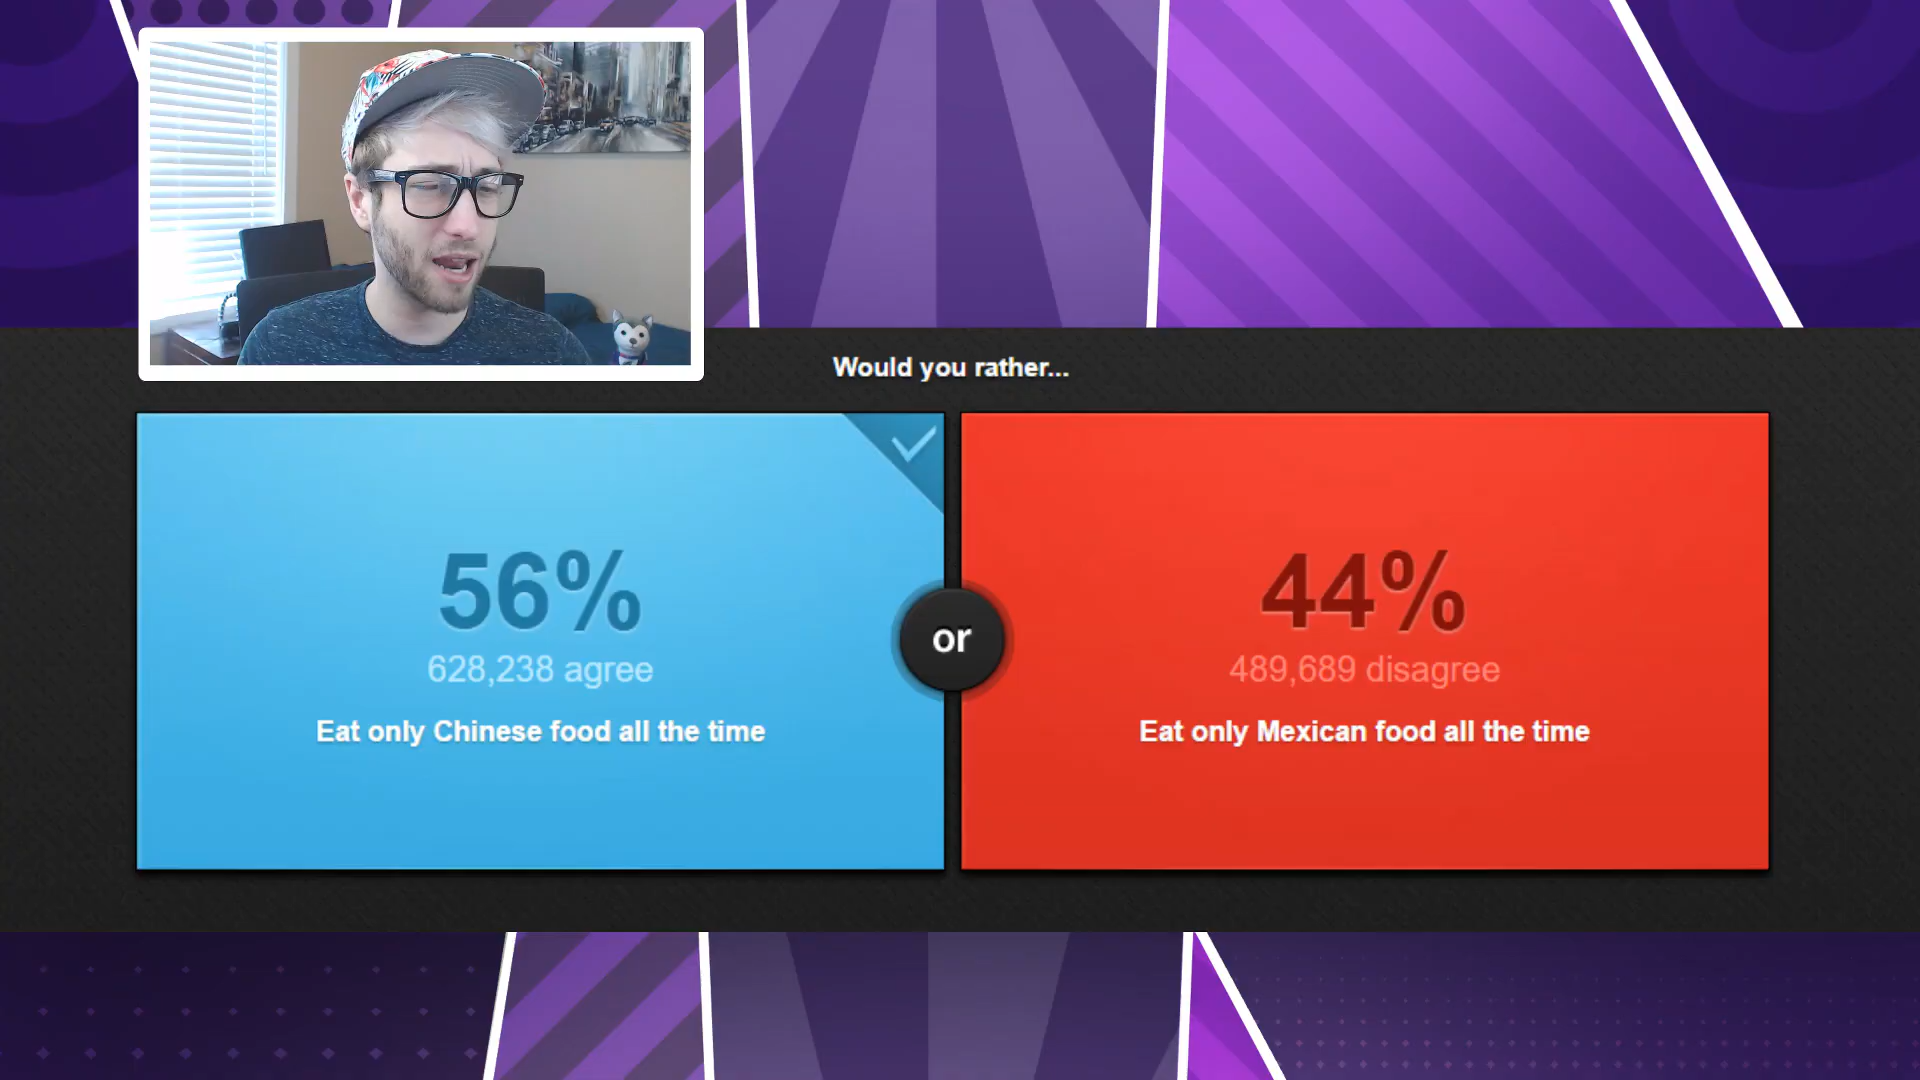 Would you rather...
56%
628,238 agree
Eat only Chinese food all the time
or
44%
489,689 disagree
Eat only Mexican food all the time